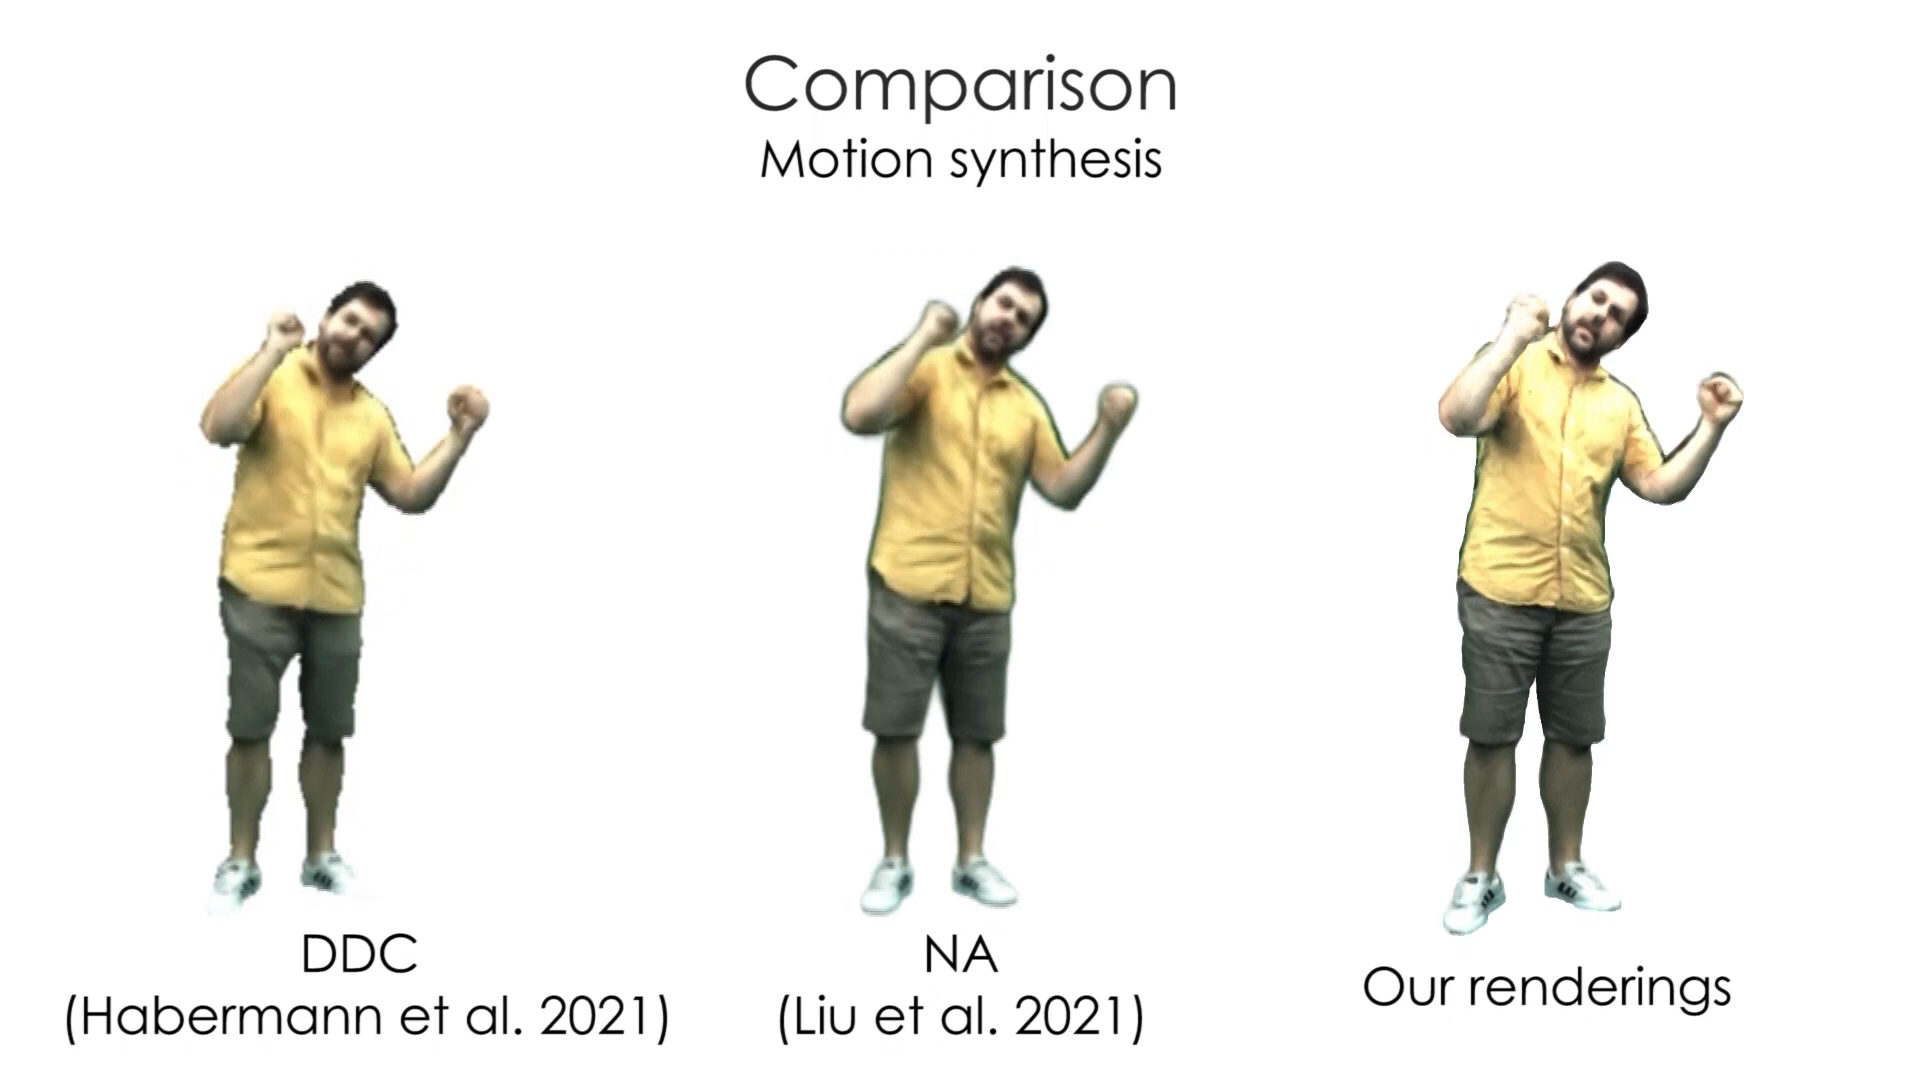 Comparison
Motion synthesis
DDC
(Habermann et al. 2021)
NA
(Liu et al. 2021)
Our renderings